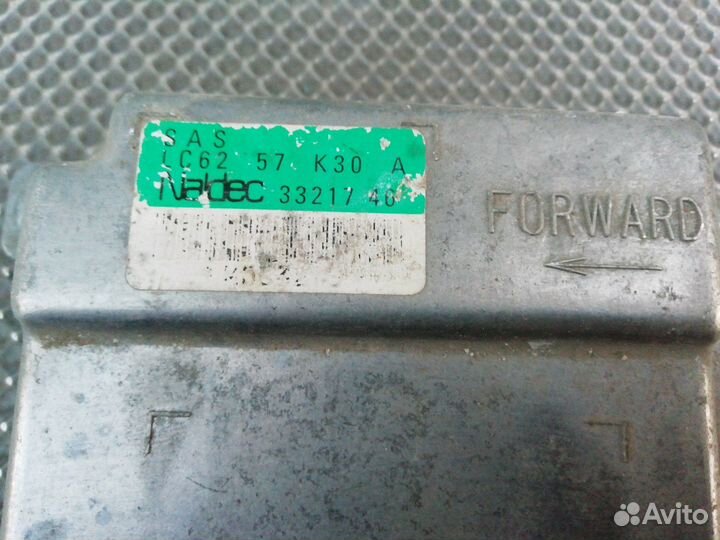 SAS
LC62 57 K30 A
Naldec 33217 40
FORWARD
Avito